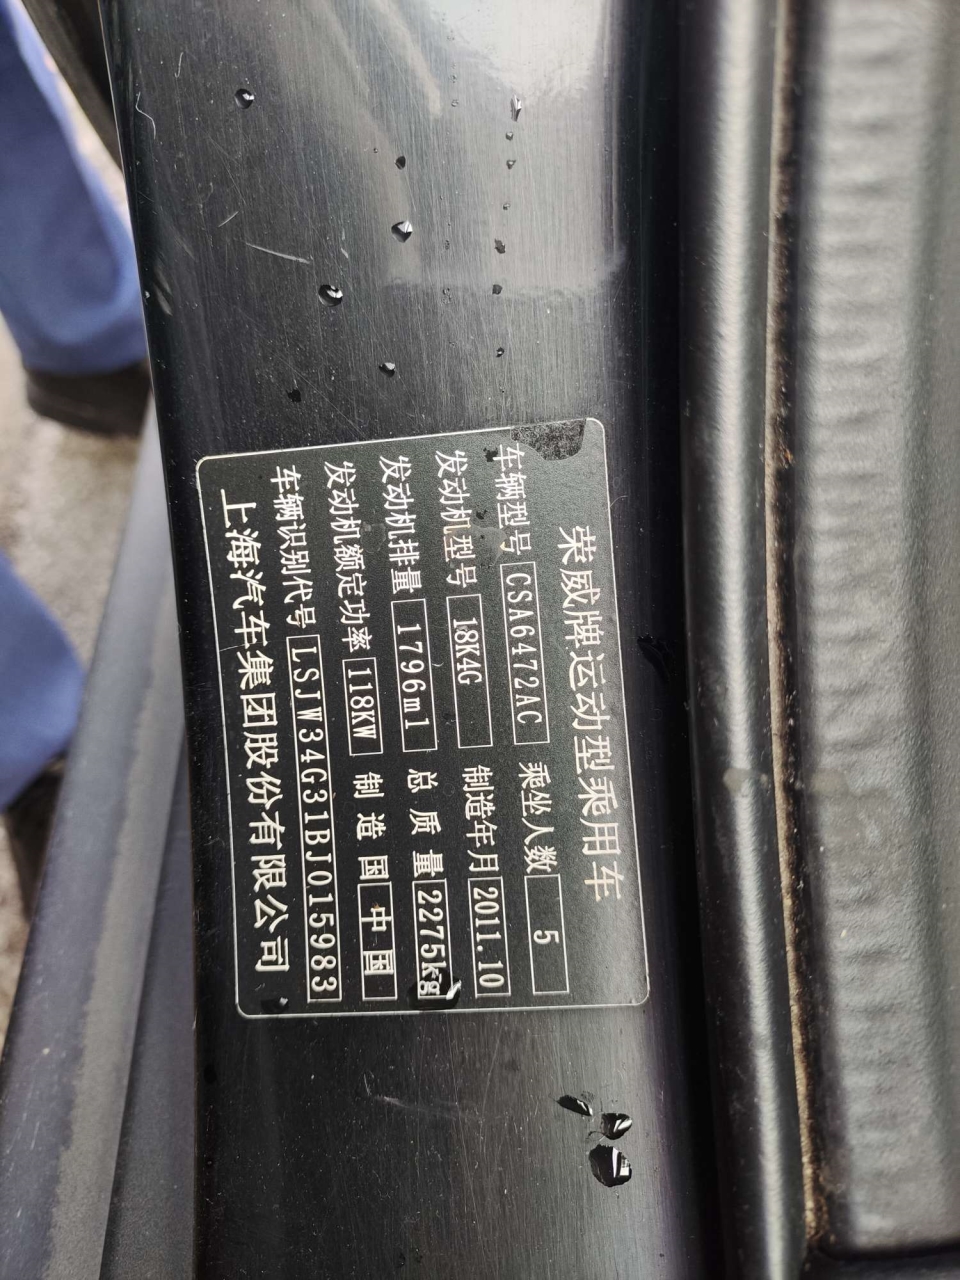 荣威牌运动型乘用车
车辆型号 CSA6472AC 乘坐人数 5
发动机型号 18K4G 制造年月 2011.10
发动机排量 1796ml 总质量 2275kg
发动机额定功率 118KW 制造国 中国
车辆识别代号 LSJW34G31BJ015983
上海汽车集团股份有限公司